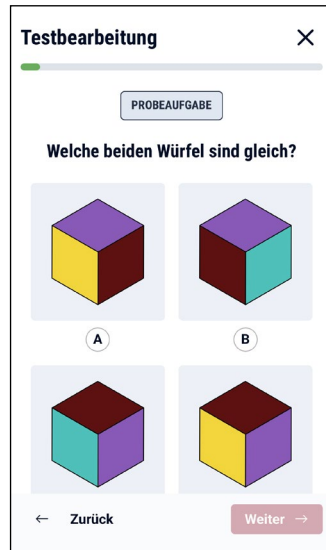 Testbearbeitung
PROBEAUFGABE
Welche beiden Würfel sind gleich?
A
B
← Zurück
Weiter →